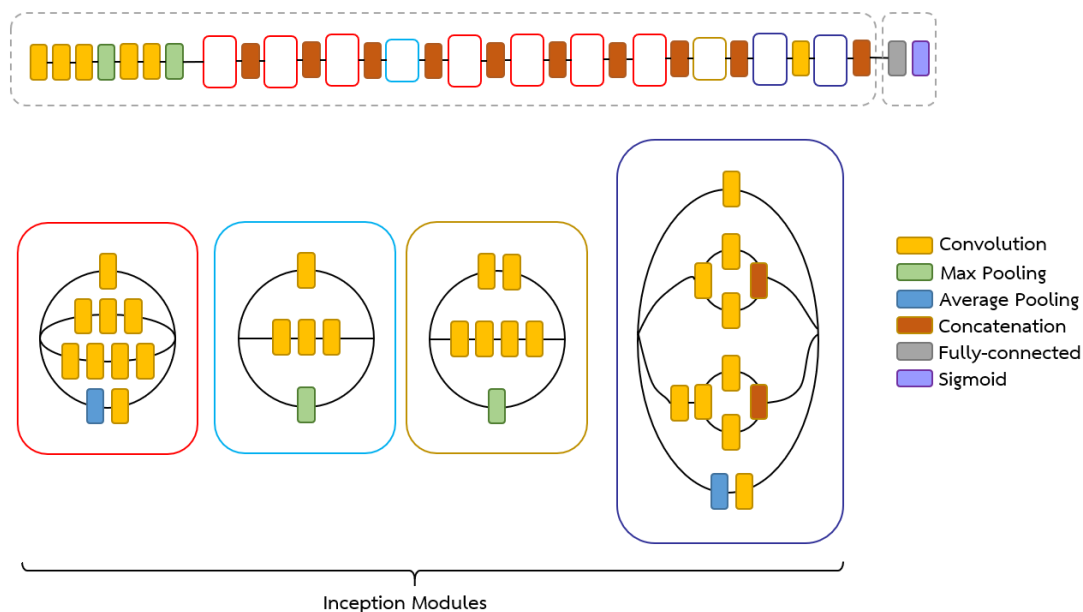 Convolution
Max Pooling
Average Pooling
Concatenation
Fully-connected
Sigmoid
Inception Modules